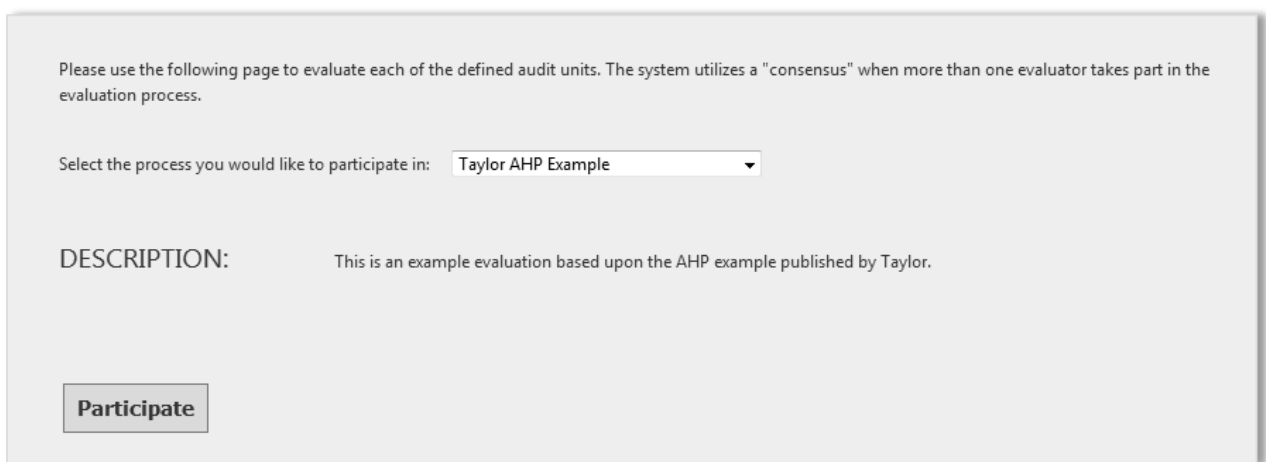 Please use the following page to evaluate each of the defined audit units. The system utilizes a "consensus" when more than one evaluator takes part in the
evaluation process.
Select the process you would like to participate in: Taylor AHP Example
DESCRIPTION: This is an example evaluation based upon the AHP example published by Taylor.
Participate